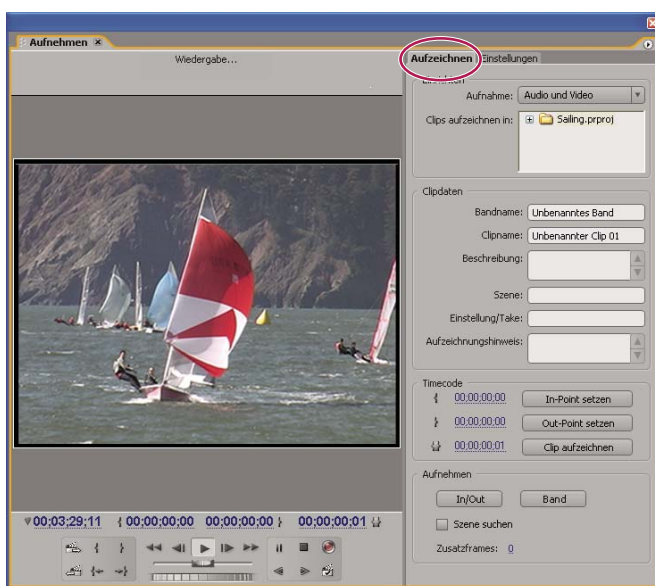 Aufnehmen
Wiedergabe...
Aufzeichnen Einstellungen
Einrichten
Aufnahme: Audio und Video
Clips aufzeichnen in: Sailing.prproj
Clipdaten
Bandname: Unbenanntes Band
Clipname: Unbenannter Clip 01
Beschreibung:
Szene:
Einstellung/Take:
Aufzeichnungshinweis:
Timecode
{ 00;00;00;00 In-Point setzen
} 00;00;00;00 Out-Point setzen
{} 00;00;00;01 Clip aufzeichnen
Aufnehmen
In/Out Band
Szene suchen
Zusatzframes: 0
00;03;29;11 { 00;00;00;00 00;00;00;00 } 00;00;00;01 {}